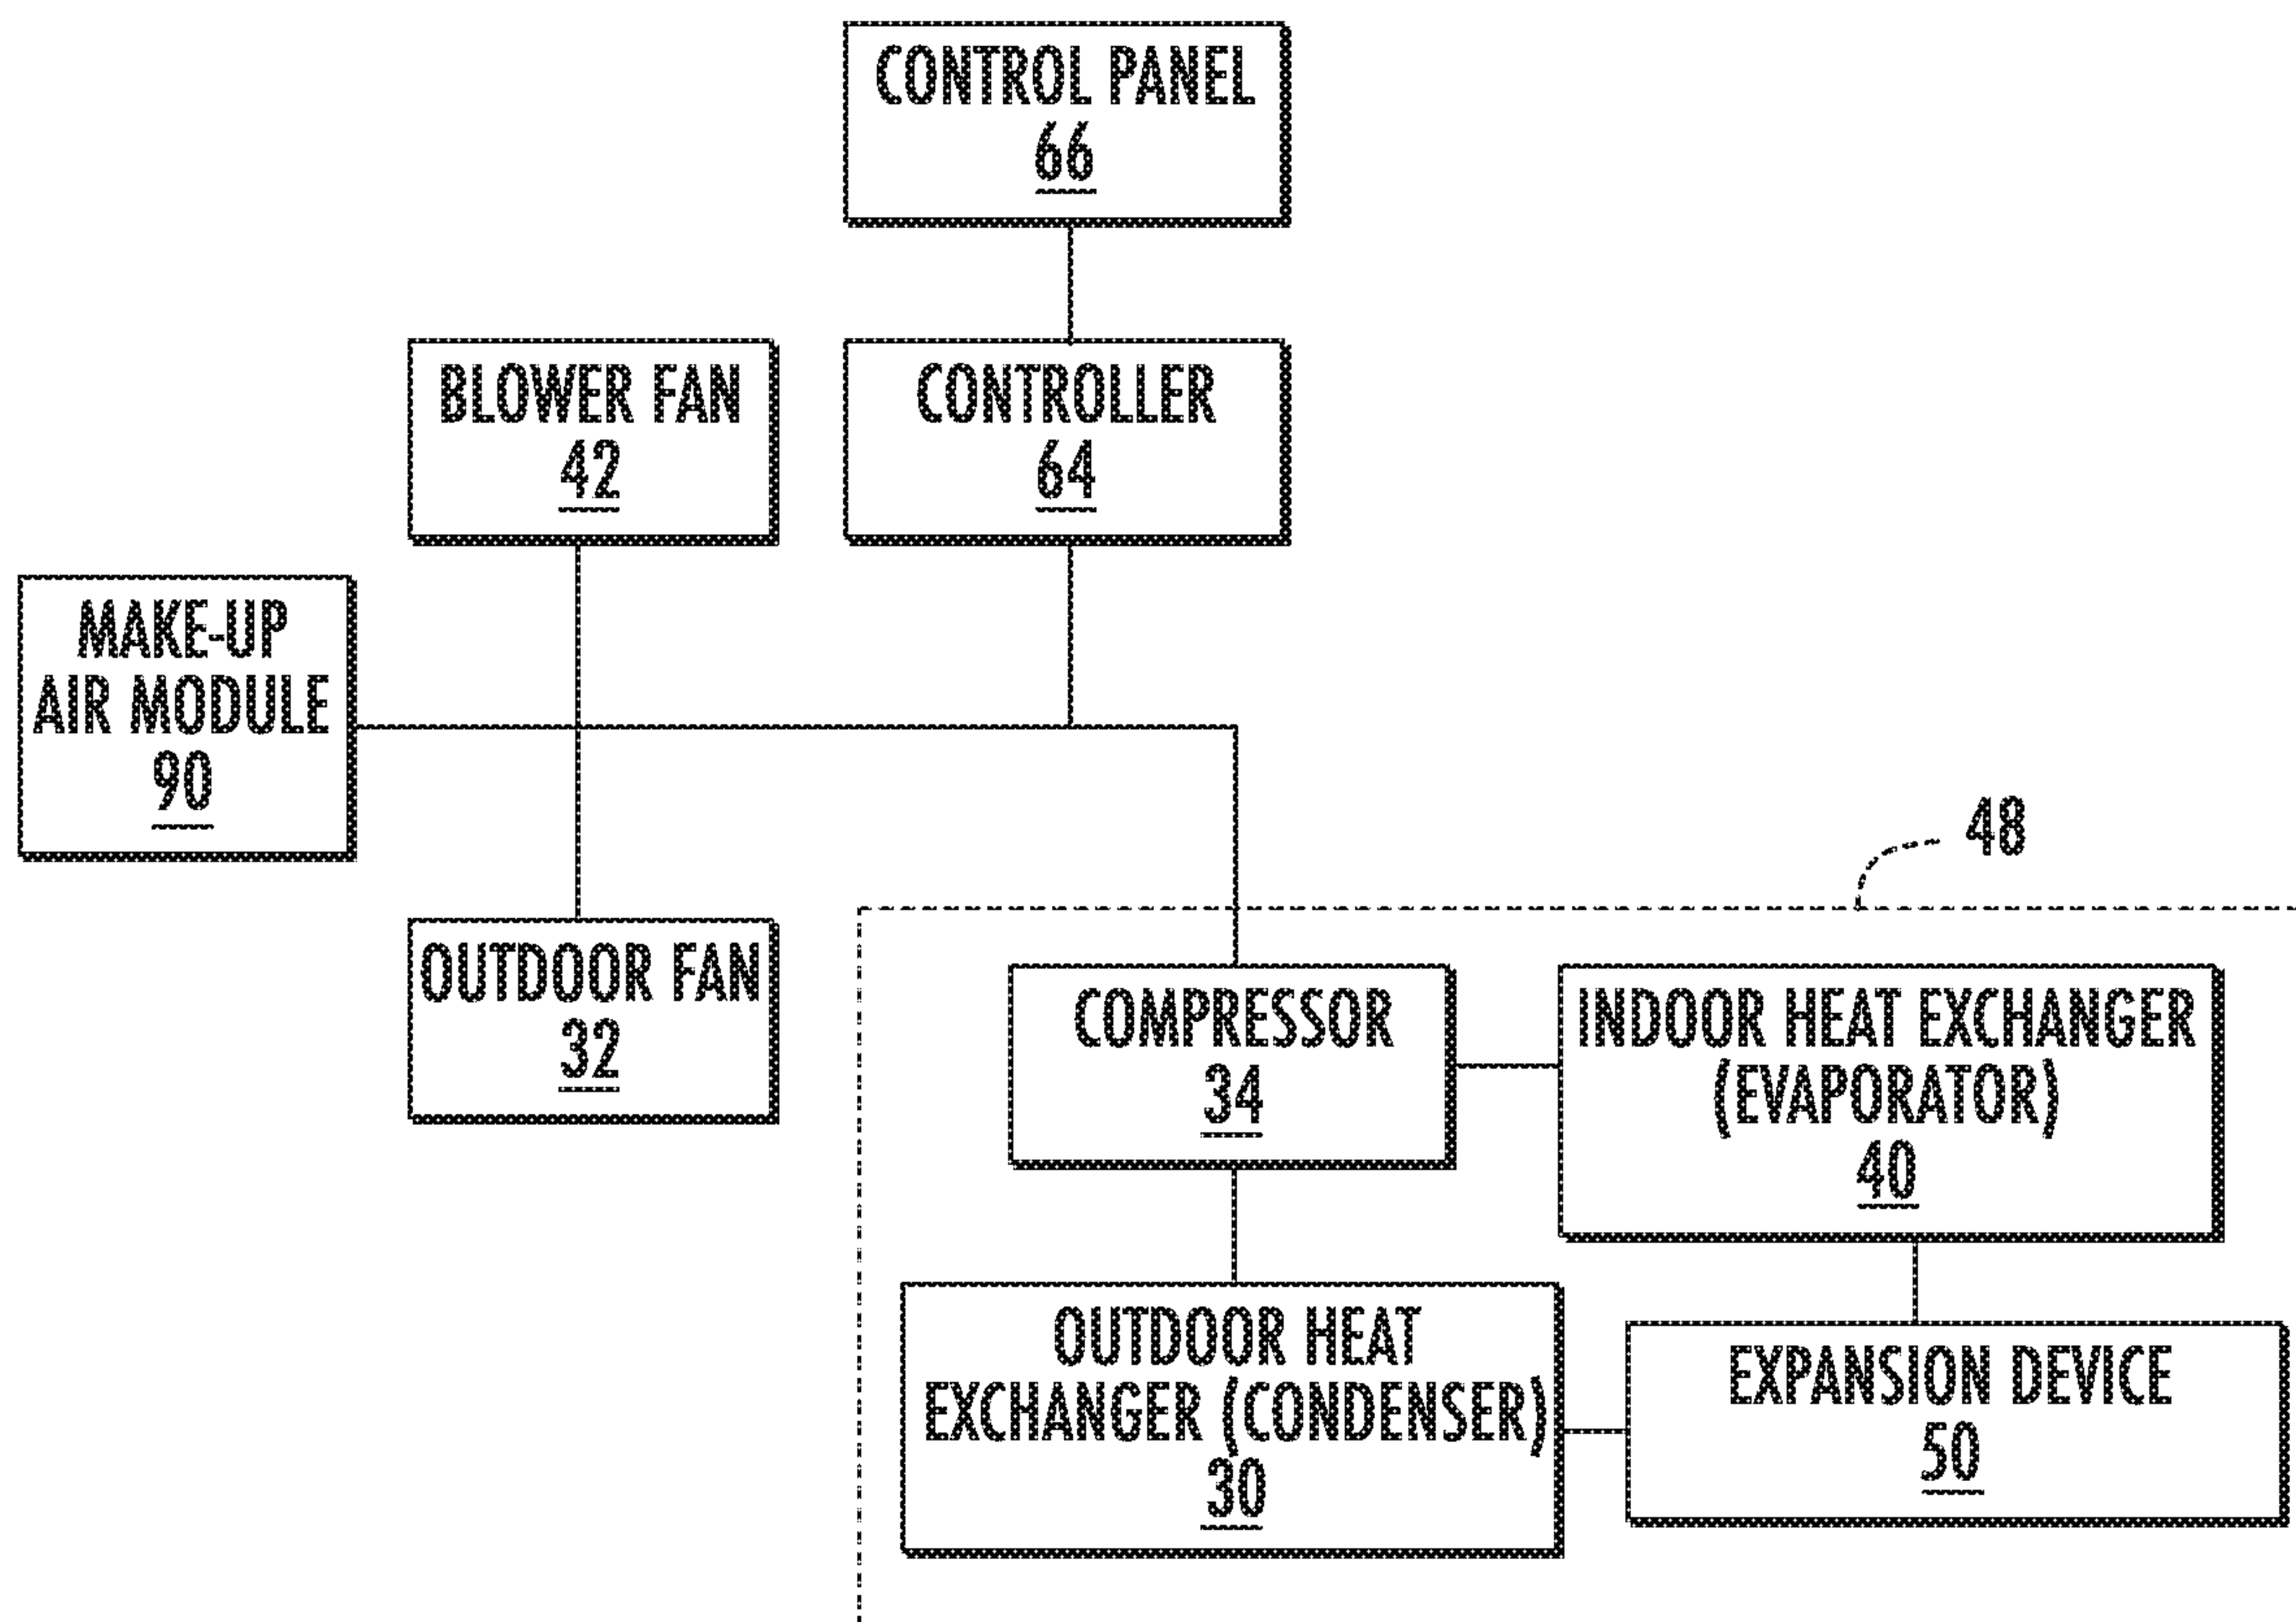 CONTROL PANEL
66
BLOWER FAN
42
CONTROLLER
64
MAKE-UP
AIR MODULE
90
48
OUTDOOR FAN
32
COMPRESSOR
34
INDOOR HEAT EXCHANGER
(EVAPORATOR)
40
OUTDOOR HEAT
EXCHANGER (CONDENSER)
30
EXPANSION DEVICE
50